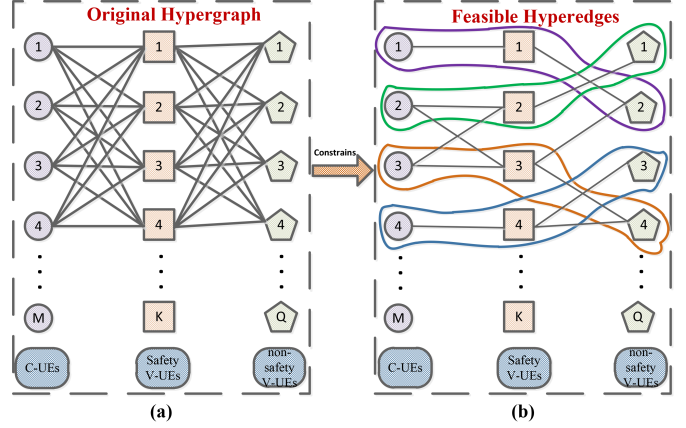 Original Hypergraph
1 1 1
2 2 2
3 3 3
4 4 4
M K Q
C-UEs
Safety
V-UEs
non-
safety
V-UEs
(a)
Constrains
Feasible Hyperedges
1 1 1
2 2 2
3 3 3
4 4 4
M K Q
C-UEs
Safety
V-UEs
non-
safety
V-UEs
(b)